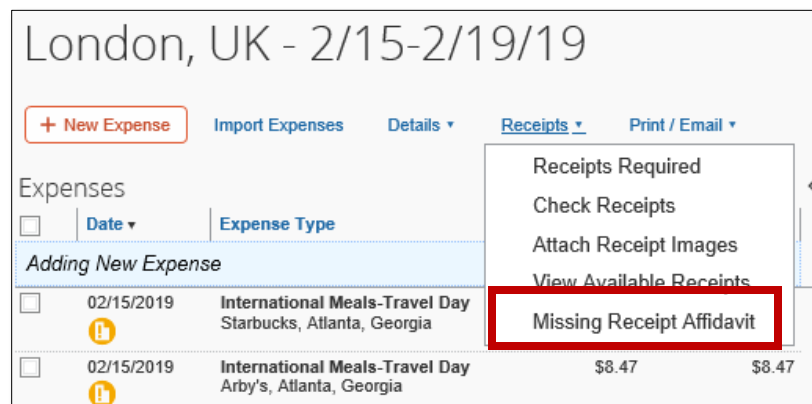 London, UK - 2/15-2/19/19
+ New Expense Import Expenses Details Receipts Print / Email
Receipts Required
Expenses
Check Receipts
Date Expense Type
Attach Receipt Images
Adding New Expense
View Available Receipts
02/15/2019 International Meals-Travel Day
Starbucks, Atlanta, Georgia
Missing Receipt Affidavit
02/15/2019 International Meals-Travel Day $8.47 $8.47
Arby's, Atlanta, Georgia